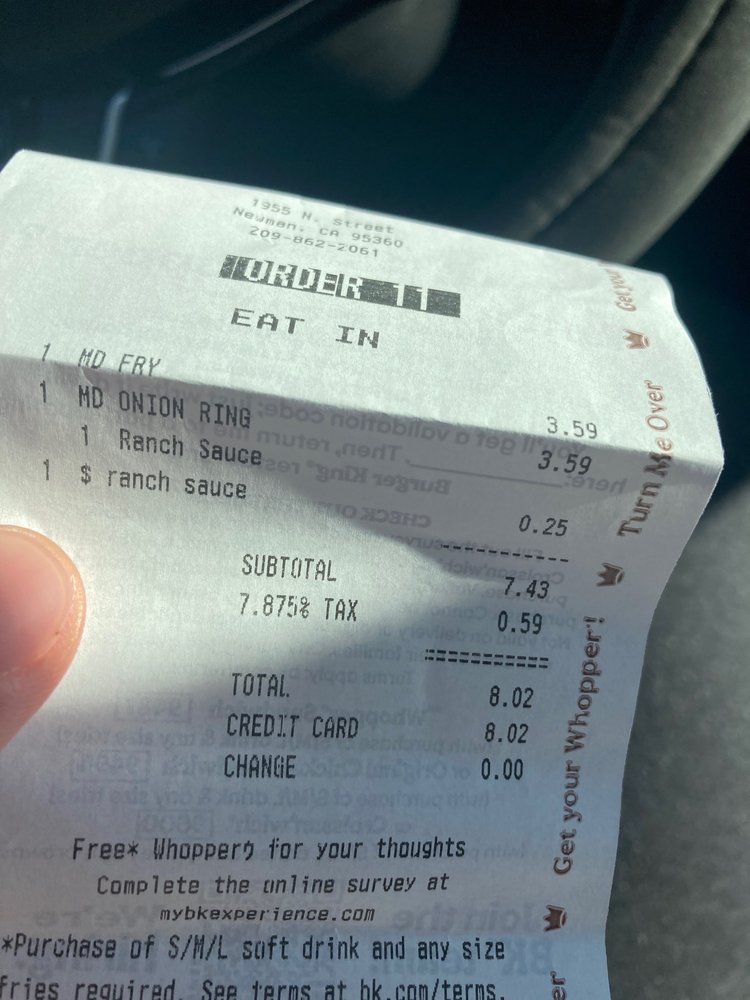 1955 N. Street
Newman, CA 95360
209-862-2061
ORDER 11
EAT IN
1 MD FRY 3.59
1 MD ONION RING 3.59
1 Ranch Sauce
1 $ ranch sauce 0.25
SUBTOTAL 7.43
7.875% TAX 0.59
TOTAL 8.02
CREDIT CARD 8.02
CHANGE 0.00
Free* Whopper® for your thoughts
Complete the online survey at
mybkexperience.com
*Purchase of S/M/L soft drink and any size
fries required. See terms at bk.com/terms.
Get your
Turn Me Over
Get your Whopper!
er